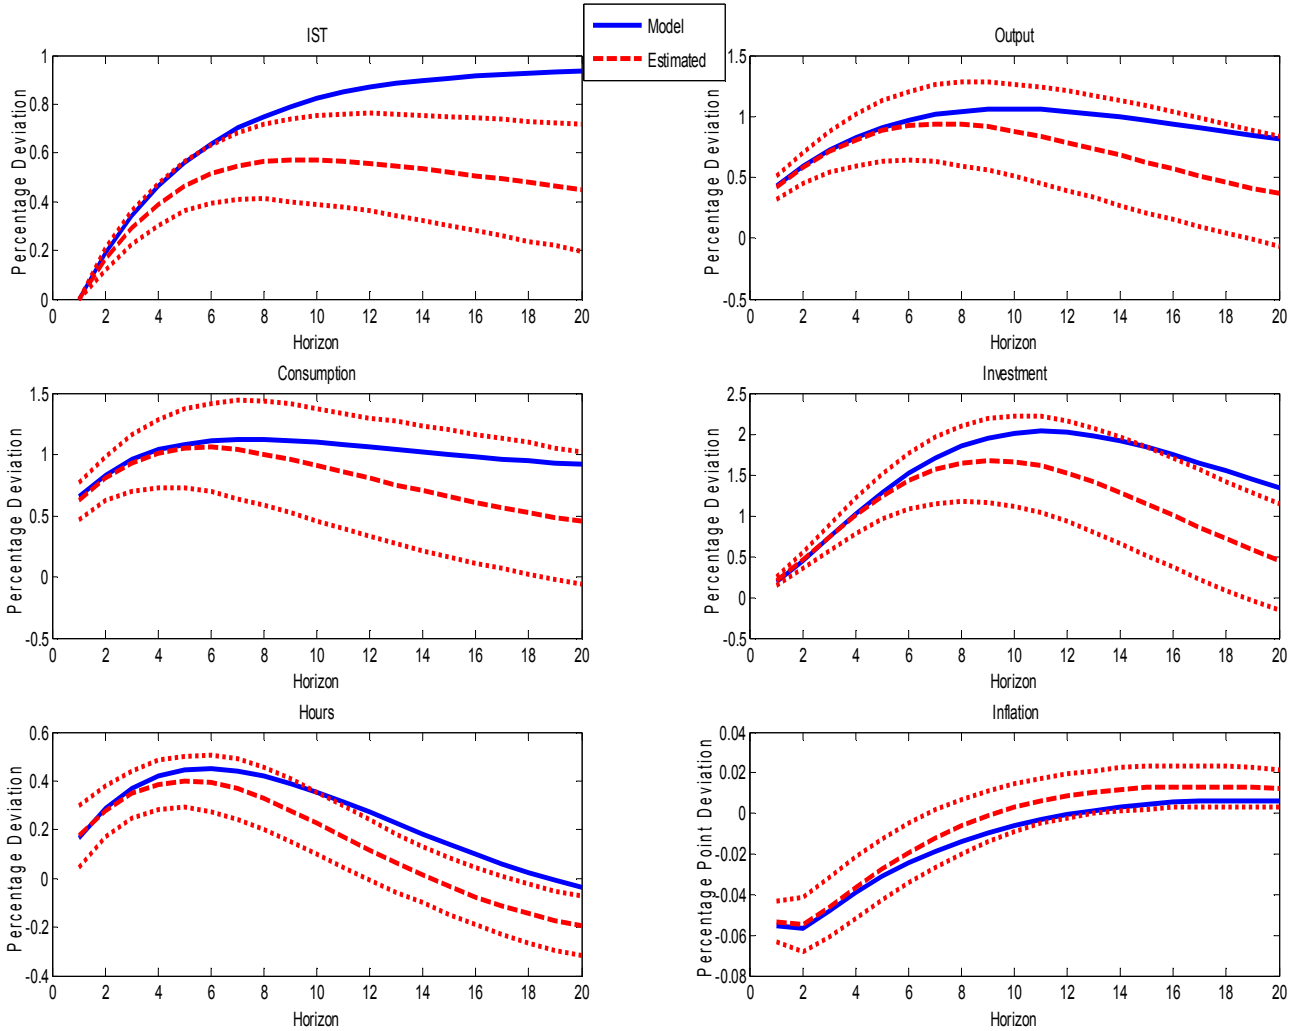 Model
Estimated
IST
Percentage Deviation
1
0.8
0.6
0.4
0.2
0
0 2 4 6 8 10 12 14 16 18 20
Horizon
Output
Percentage Deviation
1.5
1
0.5
0
-0.5
0 2 4 6 8 10 12 14 16 18 20
Horizon
Consumption
Percentage Deviation
1.5
1
0.5
0
-0.5
0 2 4 6 8 10 12 14 16 18 20
Horizon
Investment
Percentage Deviation
2.5
2
1.5
1
0.5
0
-0.5
0 2 4 6 8 10 12 14 16 18 20
Horizon
Hours
Percentage Deviation
0.6
0.4
0.2
0
-0.2
-0.4
0 2 4 6 8 10 12 14 16 18 20
Horizon
Inflation
Percentage Point Deviation
0.04
0.02
0
-0.02
-0.04
-0.06
-0.08
0 2 4 6 8 10 12 14 16 18 20
Horizon